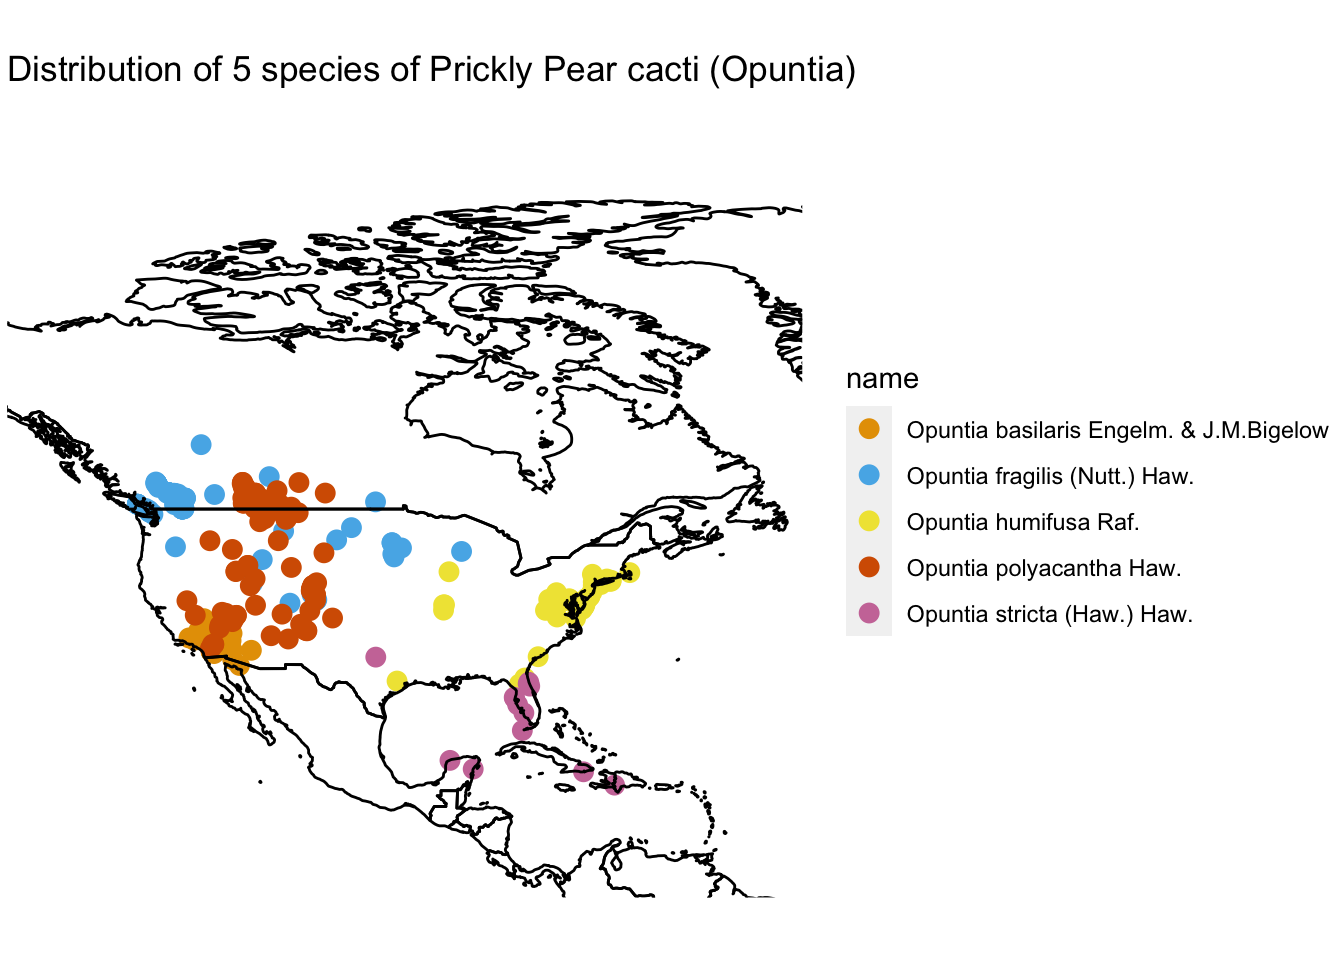 Distribution of 5 species of Prickly Pear cacti (Opuntia)
name
Opuntia basilaris Engelm. & J.M.Bigelow
Opuntia fragilis (Nutt.) Haw.
Opuntia humifusa Raf.
Opuntia polyacantha Haw.
Opuntia stricta (Haw.) Haw.